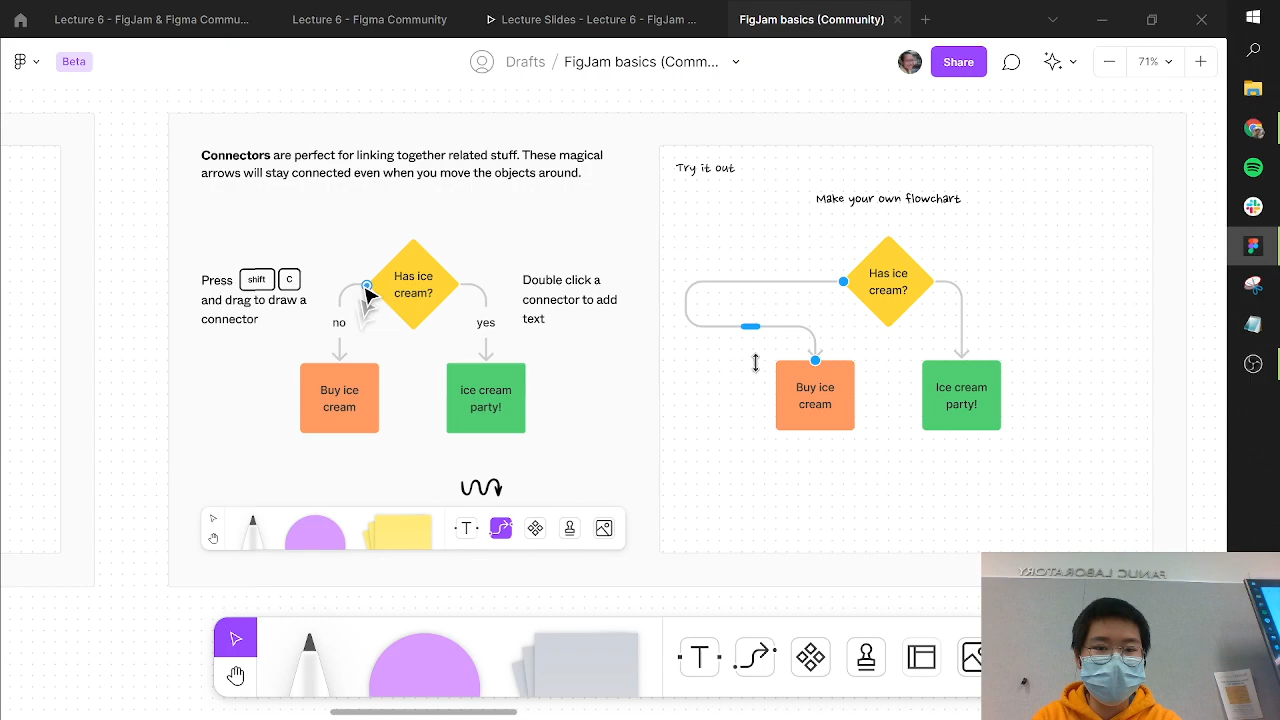 Lecture 6 - FigJam & Figma Commu...
Lecture 6 - Figma Community
Lecture Slides - Lecture 6 - FigJam ...
FigJam basics (Community)
Beta
Drafts / FigJam basics (Comm...
Share
71%
Connectors are perfect for linking together related stuff. These magical
arrows will stay connected even when you move the objects around.
Press shift C
and drag to draw a
connector
Has ice
cream?
no
yes
Double click a
connector to add
text
Buy ice
cream
ice cream
party!
T
Try it out
Make your own flowchart
Has ice
cream?
Buy ice
cream
Ice cream
party!
T
FANUC LABORATORY